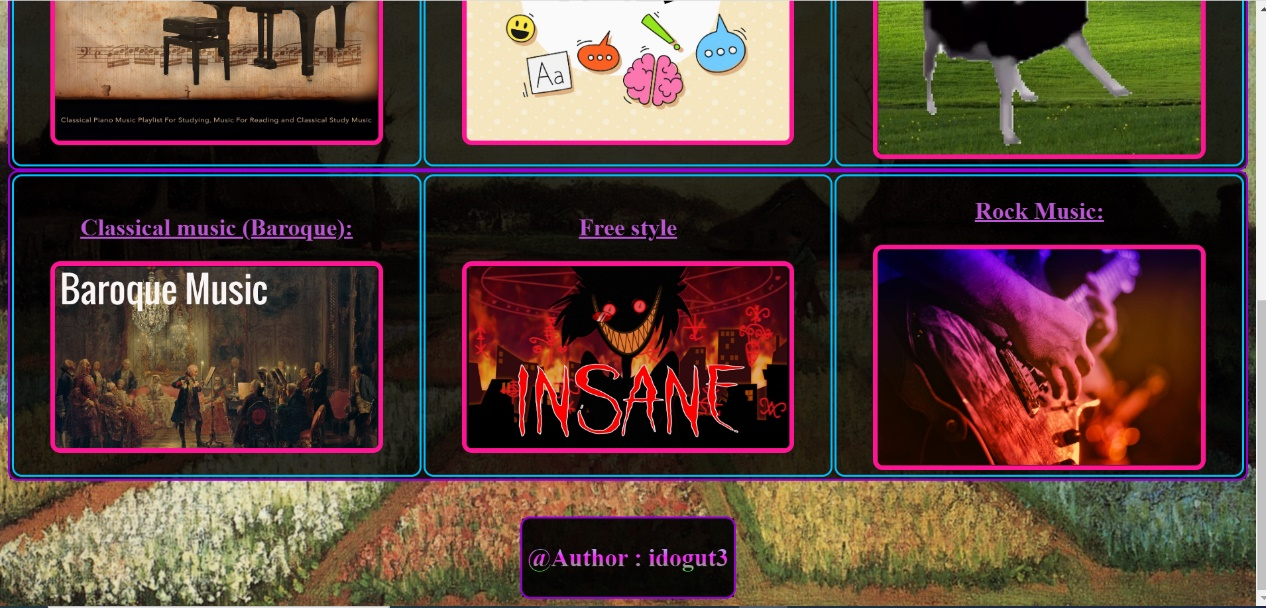 Classical Piano Music Playlist For Studying, Music For Reading and Classical Study Music
Aa
Classical music (Baroque):
Free style
Rock Music:
Baroque Music
INSANE
@Author : idogut3